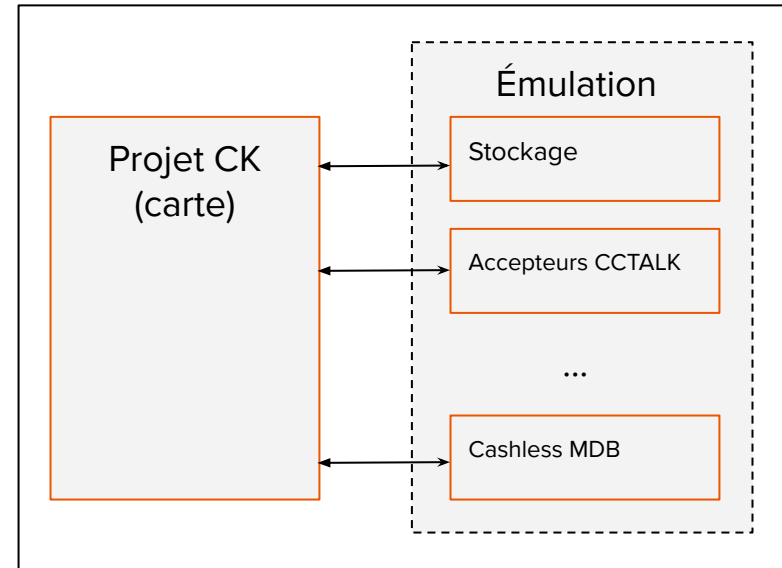 Émulation
Projet CK
(carte)
Stockage
Accepteurs CCTALK
...
Cashless MDB